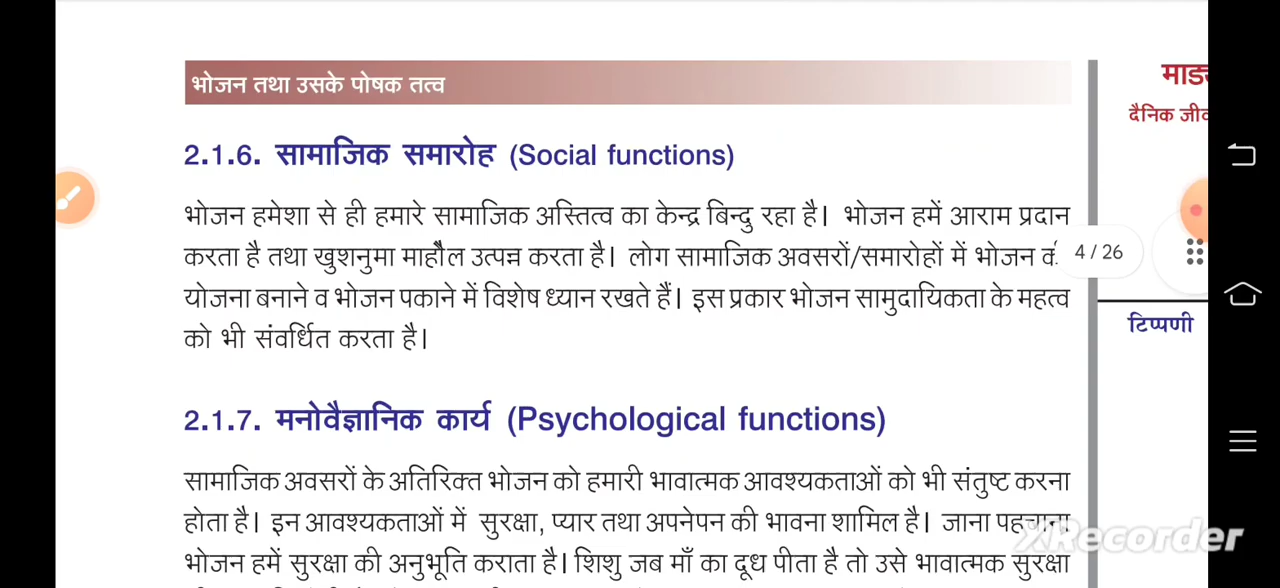 भोजन तथा उसके पोषक तत्व
दैनिक
2.1.6. सामाजिक समारोह (Social functions)
भोजन हमेशा से ही हमारे सामाजिक अस्तित्व का केन्द्र बिन्दु रहा है। भोजन हमें आराम प्रदान
करता है तथा खुशनुमा माहौल उत्पन्न करता है। लोग सामाजिक अवसरों/समारोहों में भोजन
4 / 26
योजना बनाने व भोजन पकाने में विशेष ध्यान रखते हैं। इस प्रकार भोजन सामुदायिकता के महत्व
को भी संवर्धित करता है।
टिप्पणी
2.1.7. मनोवैज्ञानिक कार्य (Psychological functions)
सामाजिक अवसरों के अतिरिक्त भोजन को हमारी भावात्मक आवश्यकताओं को भी संतुष्ट करना
होता है। इन आवश्यकताओं में सुरक्षा, प्यार तथा अपनेपन की भावना शामिल है। जाना पहचाना
भोजन हमें सुरक्षा की अनुभूति कराता है। शिशु जब माँ का दूध पीता है तो उसे भावात्मक सुरक्षा
XRecorder